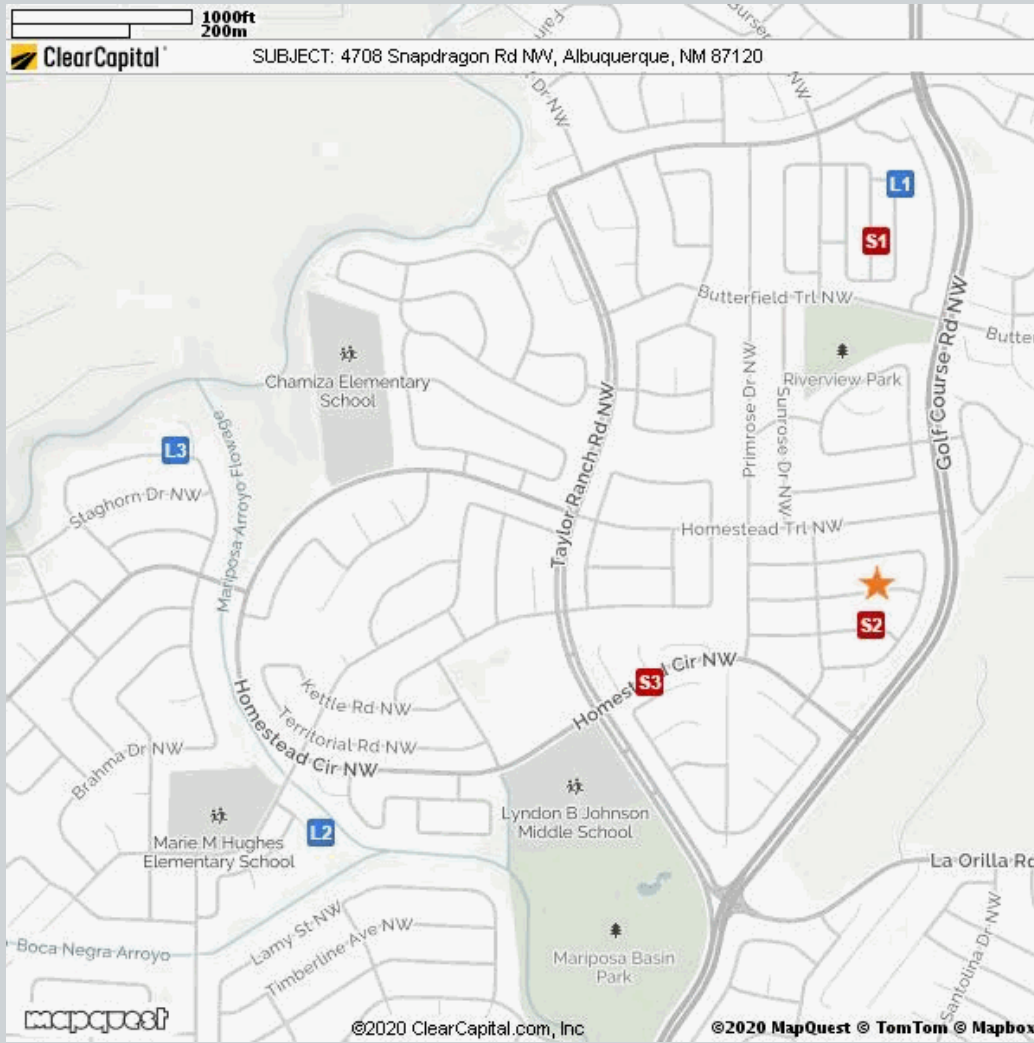 1000ft
200m
ClearCapital
SUBJECT: 4708 Snapdragon Rd NW, Albuquerque, NM 87120
Dr NW
NW
L1
S1
Butterfield Trl NW
Butter
Riverview Park
Golf Course Rd NW
Chamiza Elementary
School
Primrose Dr NW
Sunrose Dr NW
Taylor Ranch Rd NW
L3
Staghorn Dr NW
Mariposa Arroyo Flowage
Homestead Trl NW
S2
Homestead Cir NW
S3
Kettle Rd NW
Territorial Rd NW
Homestead Cir NW
Brahma Dr NW
Lyndon B Johnson
Middle School
L2
Marie M Hughes
Elementary School
La Orilla Rd
Lamy St NW
Timberline Ave NW
Boca Negra Arroyo
Mariposa Basin
Park
Santolina Dr NW
mapquest
©2020 ClearCapital.com, Inc
©2020 MapQuest © TomTom © Mapbox